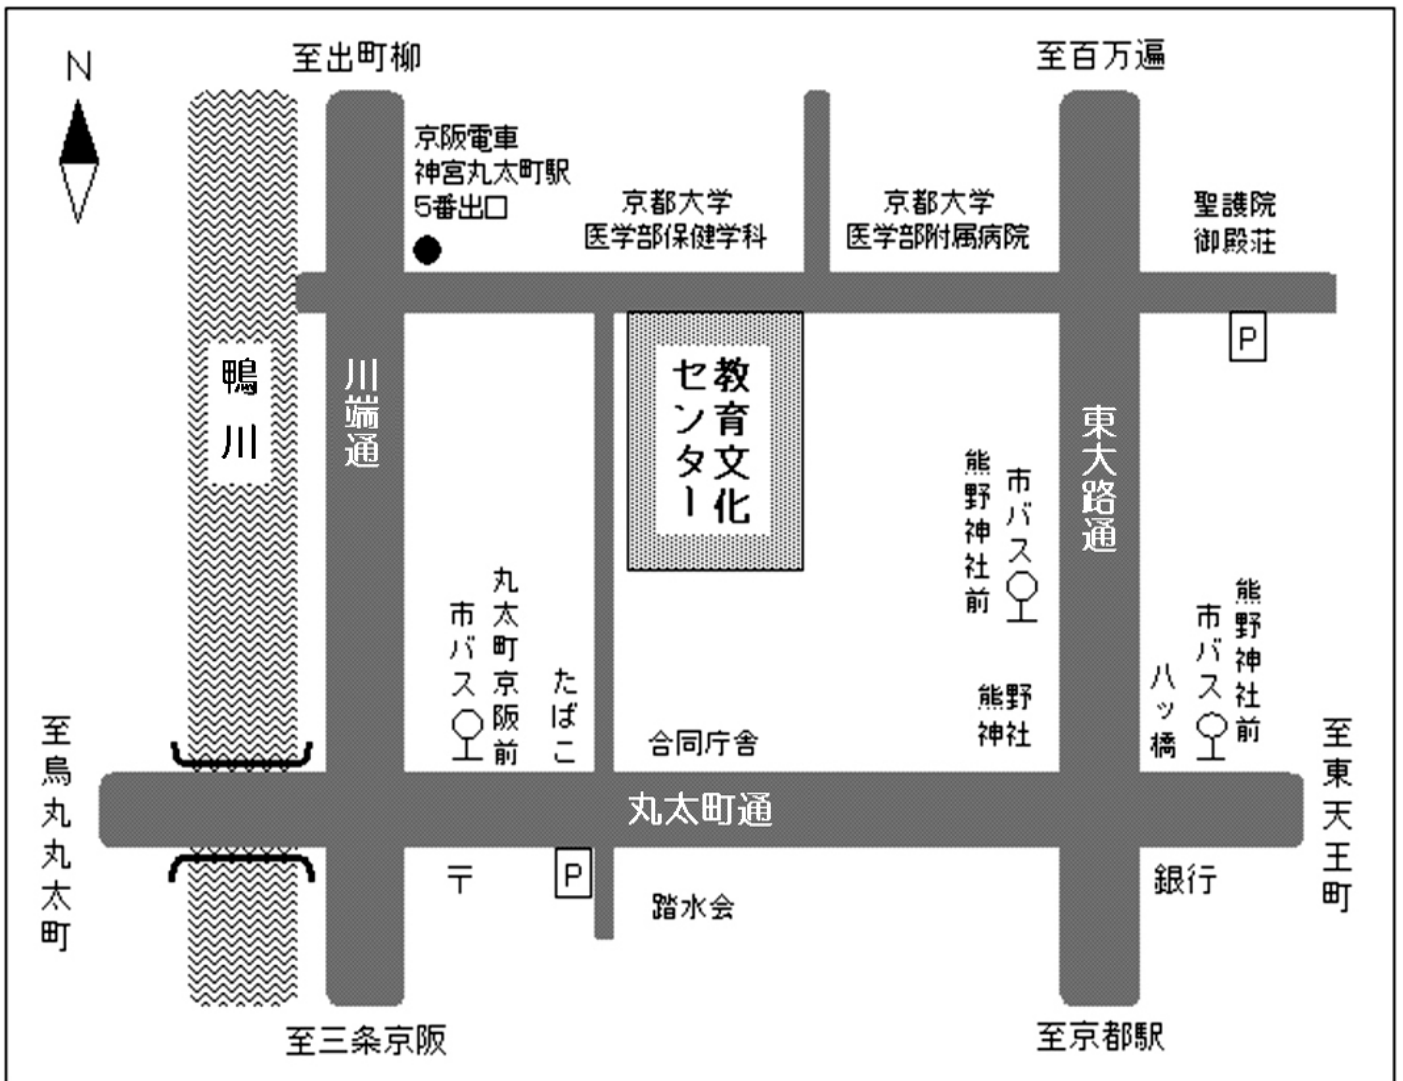 N
至出町柳
至百万遍
京阪電車
神宮丸太町駅
5番出口
京都大学
医学部保健学科
京都大学
医学部附属病院
聖護院
御殿荘
P
鴨川
川端通
教育文化
センター
東大路通
市バス
熊野神社前
丸太町京阪前
市バス
たばこ
合同庁舎
熊野
神社
八ッ橋
熊野神社前
市バス
至烏丸丸太町
丸太町通
至東天王町
〒
P
踏水会
銀行
至三条京阪
至京都駅